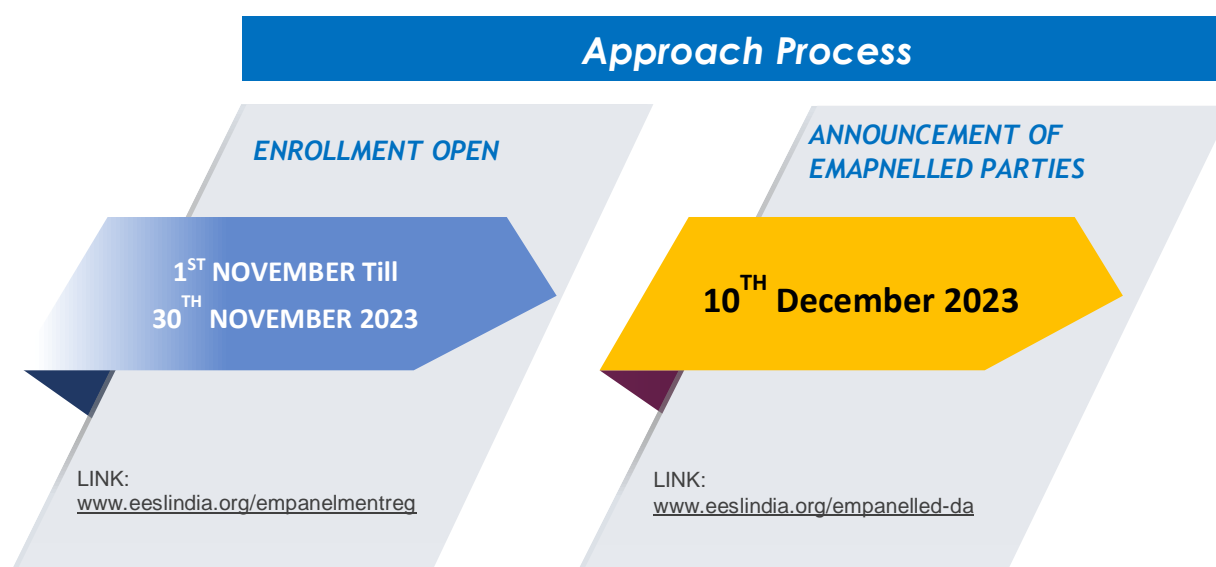 Approach Process
ENROLLMENT OPEN
1ST NOVEMBER Till
30TH NOVEMBER 2023
LINK:
www.eeslindia.org/empanelmentreg
ANNOUNCEMENT OF
EMAPNELLED PARTIES
10TH December 2023
LINK:
www.eeslindia.org/empanelled-da